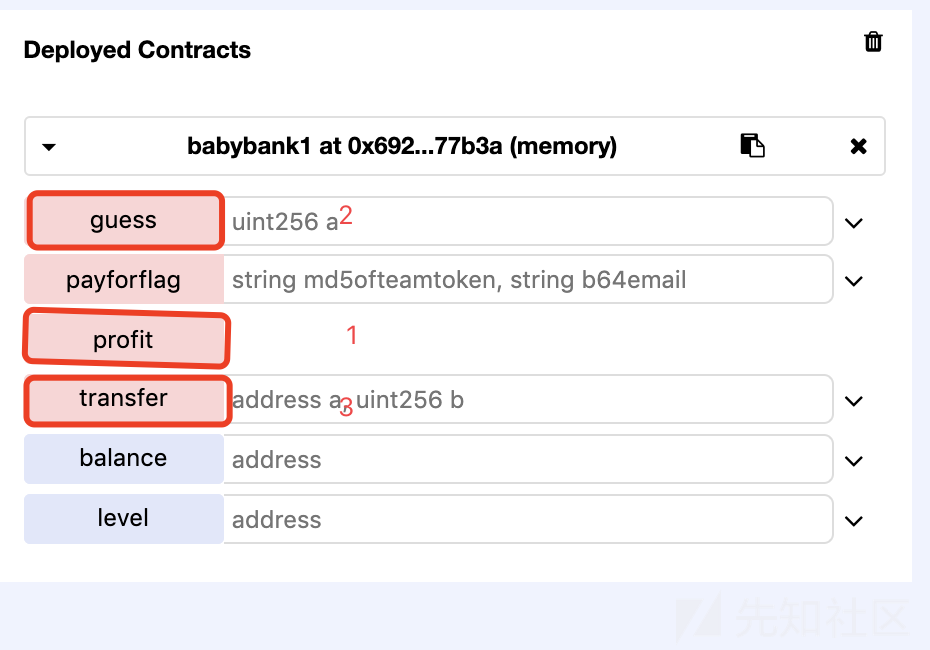 Deployed Contracts
babybank1 at 0x692...77b3a (memory)
guess uint256 a 2
payforflag string md5ofteamtoken, string b64email
profit 1
transfer address a, uint256 b 3
balance address
level address
先知社区